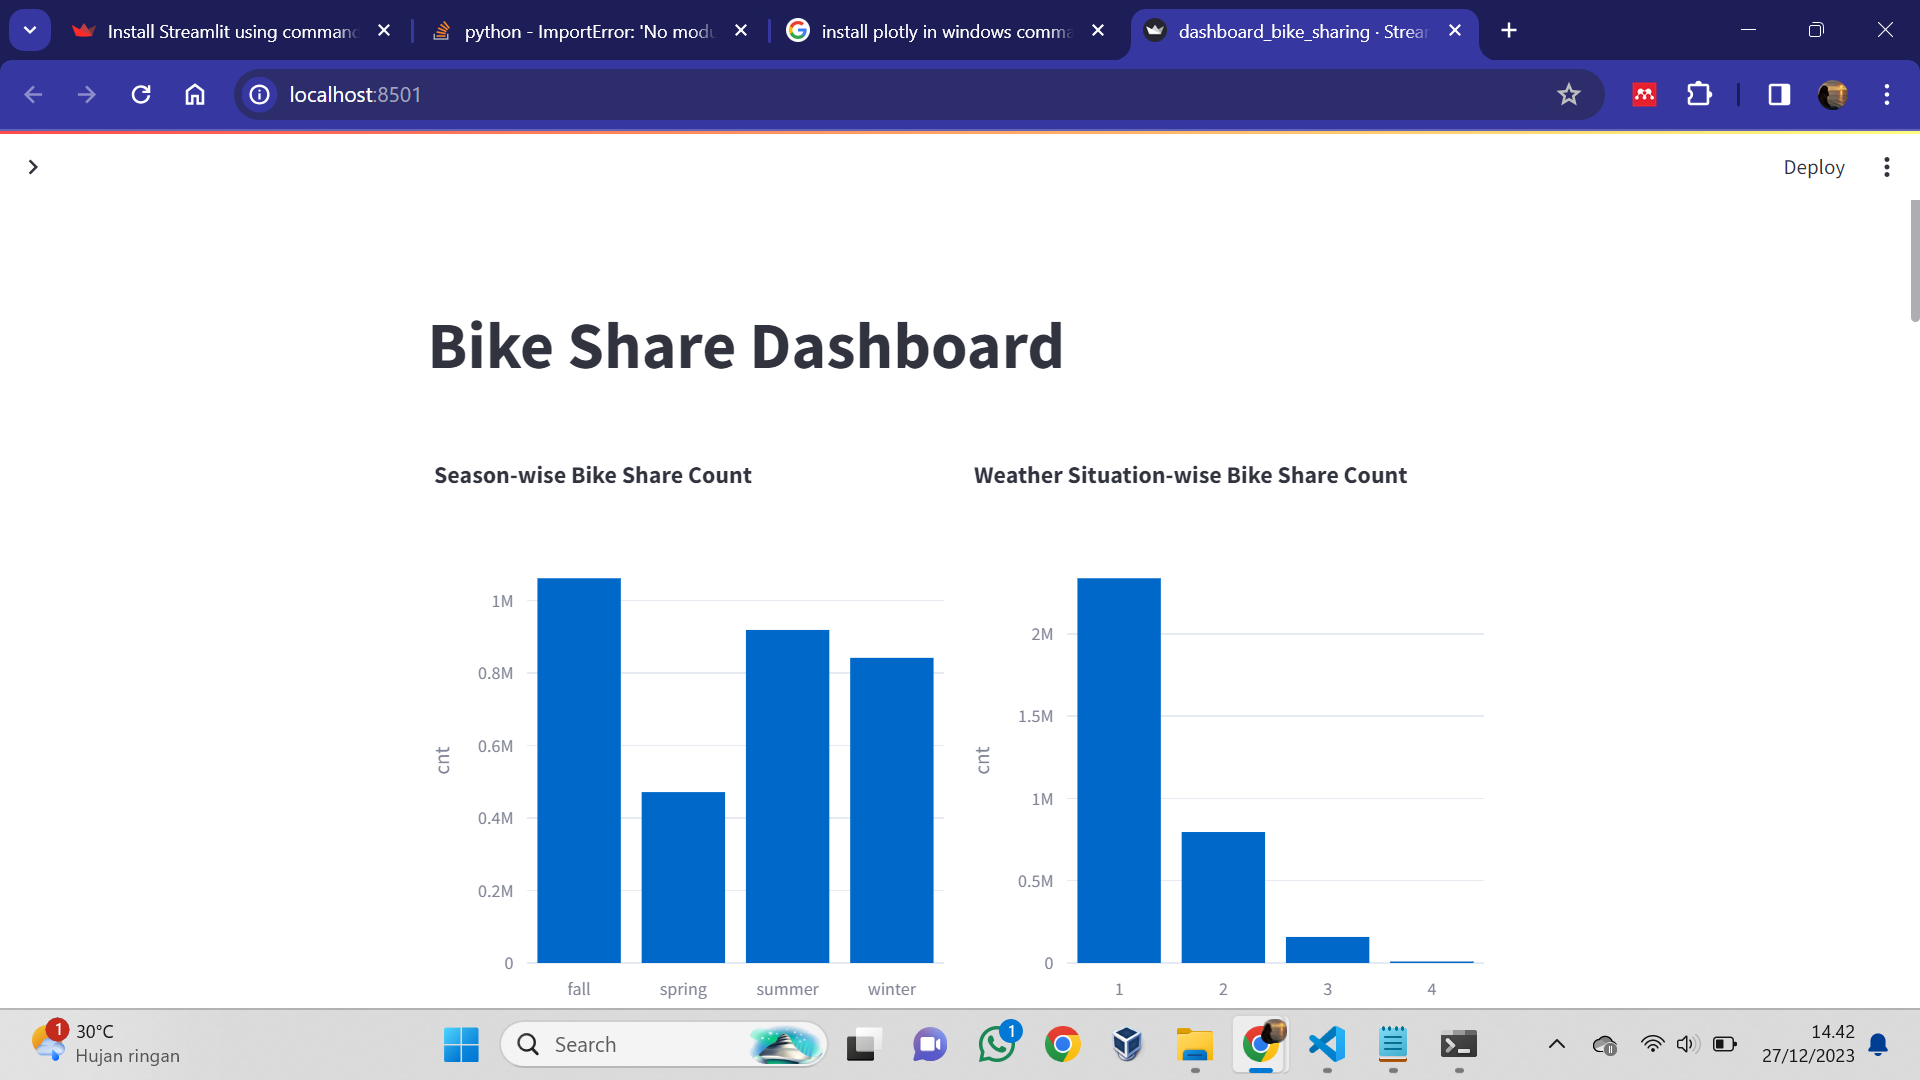 Install Streamlit using command
python - ImportError: 'No modu
install plotly in windows comma
dashboard_bike_sharing · Strear
localhost:8501
Deploy
Bike Share Dashboard
Season-wise Bike Share Count
1M
0.8M
0.6M
0.4M
0.2M
0
cnt
fall spring summer winter
Weather Situation-wise Bike Share Count
2M
1.5M
1M
0.5M
0
cnt
1 2 3 4
1
30°C
Hujan ringan
Search
1
14.42
27/12/2023